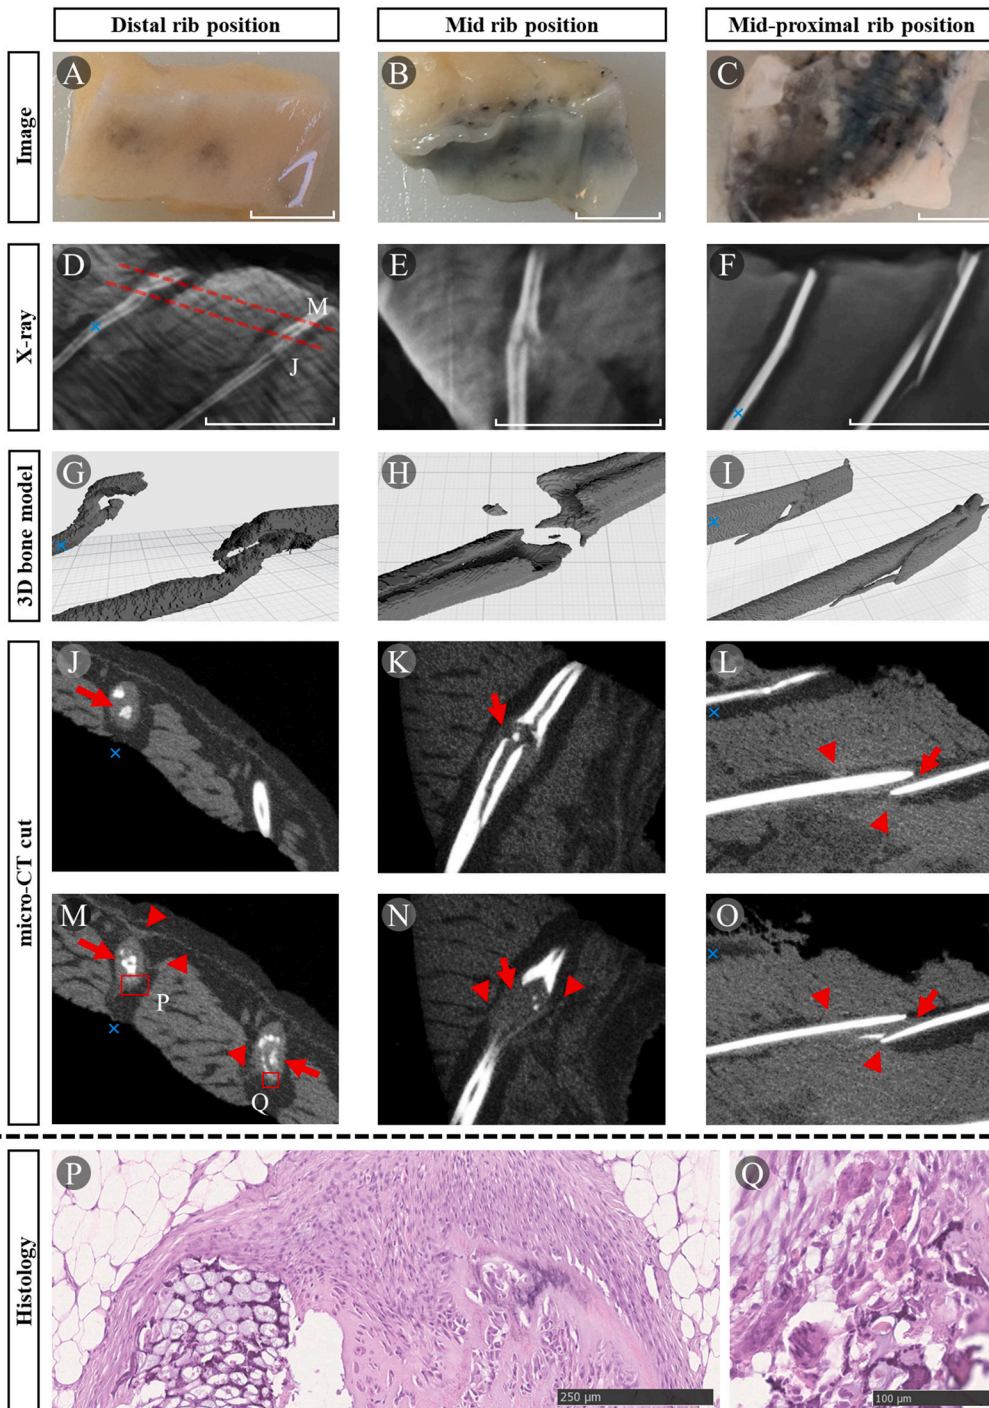 Distal rib position
Mid rib position
Mid-proximal rib position
Image
A
B
C
X-ray
D
M
J
E
F
3D bone model
G
H
I
micro-CT cut
J
K
L
M
P
Q
N
O
Histology
P
250 µm
Q
100 µm